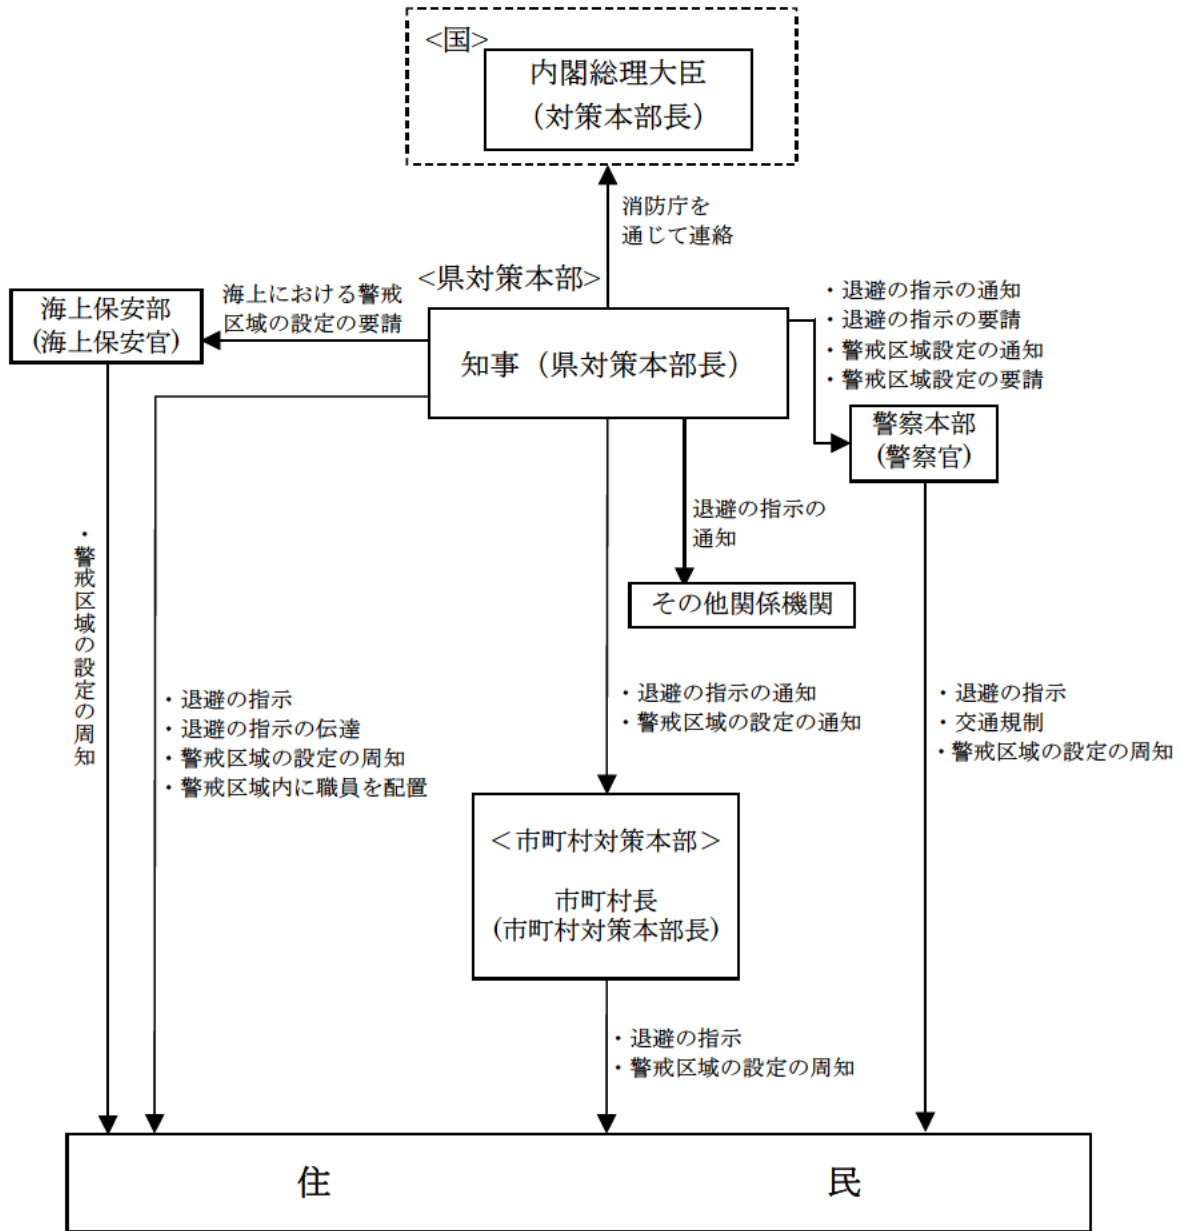 <国>
内閣総理大臣
(対策本部長)
消防庁を
通じて連絡
<県対策本部>
海上保安部
(海上保安官)
海上における警戒
区域の設定の要請
知事（県対策本部長）
・退避の指示の通知
・退避の指示の要請
・警戒区域設定の通知
・警戒区域設定の要請
警察本部
(警察官)
退避の指示の
通知
その他関係機関
・警戒区域の設定の周知
・退避の指示
・退避の指示の伝達
・警戒区域の設定の周知
・警戒区域内に職員を配置
・退避の指示の通知
・警戒区域の設定の通知
・退避の指示
・交通規制
・警戒区域の設定の周知
＜市町村対策本部＞
市町村長
(市町村対策本部長)
・退避の指示
・警戒区域の設定の周知
住 民